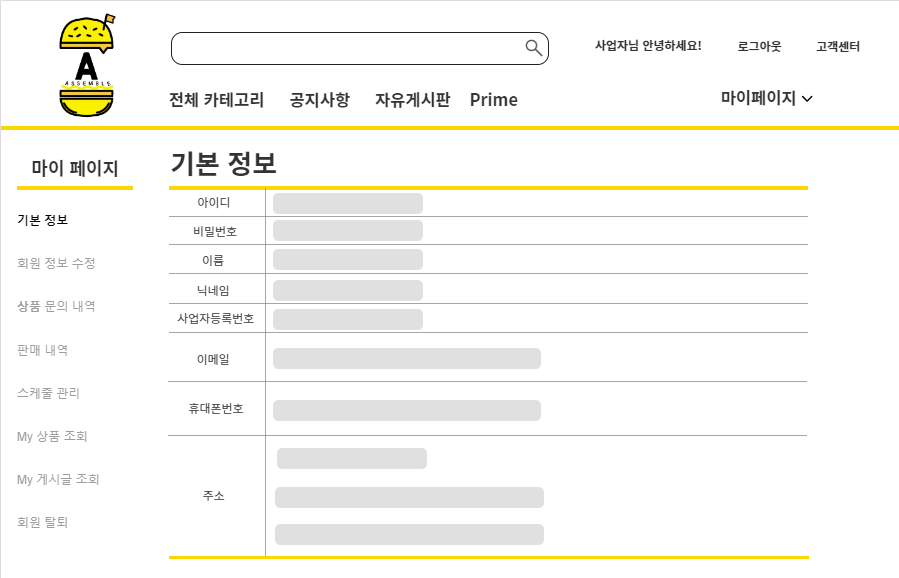 사업자님 안녕하세요!
로그아웃
고객센터
A
ASSEMBLE
전체 카테고리
공지사항
자유게시판
Prime
마이페이지
마이 페이지
기본 정보
회원 정보 수정
상품 문의 내역
판매 내역
스케줄 관리
My 상품 조회
My 게시글 조회
회원 탈퇴
기본 정보
아이디
비밀번호
이름
닉네임
사업자등록번호
이메일
휴대폰번호
주소